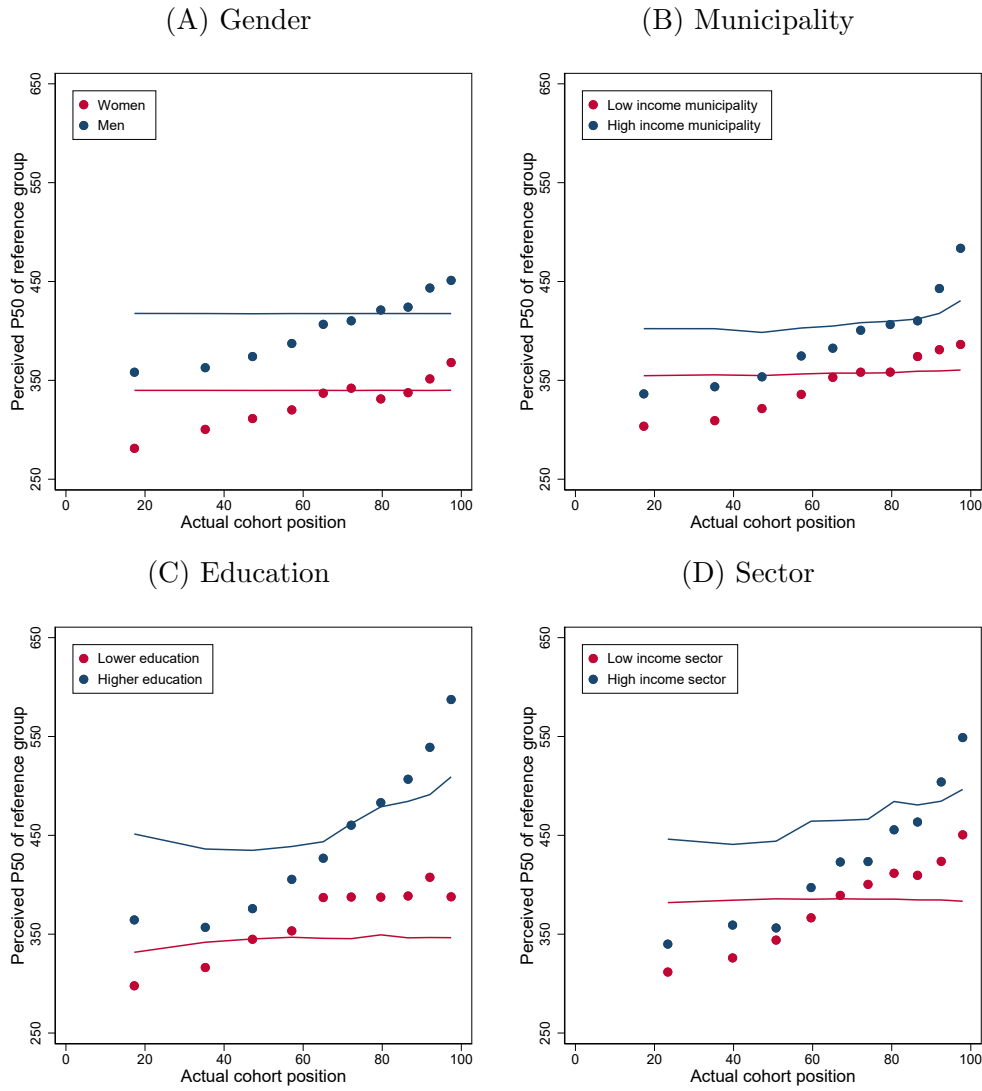 (A) Gender
Perceived P50 of reference group
650
550
450
350
250
Women
Men
0 20 40 60 80 100
Actual cohort position
(B) Municipality
Perceived P50 of reference group
650
550
450
350
250
Low income municipality
High income municipality
0 20 40 60 80 100
Actual cohort position
(C) Education
Perceived P50 of reference group
650
550
450
350
250
Lower education
Higher education
0 20 40 60 80 100
Actual cohort position
(D) Sector
Perceived P50 of reference group
650
550
450
350
250
Low income sector
High income sector
0 20 40 60 80 100
Actual cohort position